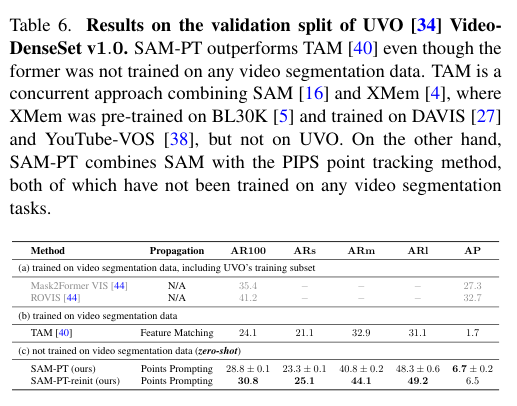 Table 6. Results on the validation split of UVO [34] Video-
DenseSet v1.0. SAM-PT outperforms TAM [40] even though the
former was not trained on any video segmentation data. TAM is a
concurrent approach combining SAM [16] and XMem [4], where
XMem was pre-trained on BL30K [5] and trained on DAVIS [27]
and YouTube-VOS [38], but not on UVO. On the other hand,
SAM-PT combines SAM with the PIPS point tracking method,
both of which have not been trained on any video segmentation
tasks.
Method Propagation AR100 ARs ARm ARl AP
(a) trained on video segmentation data, including UVO's training subset
Mask2Former VIS [44] N/A 35.4 – – – 27.3
ROVIS [44] N/A 41.2 – – – 32.7
(b) trained on video segmentation data
TAM [40] Feature Matching 24.1 21.1 32.9 31.1 1.7
(c) not trained on video segmentation data (zero-shot)
SAM-PT (ours) Points Prompting 28.8 ± 0.1 23.3 ± 0.1 40.8 ± 0.2 48.3 ± 0.6 6.7 ± 0.2
SAM-PT-reinit (ours) Points Prompting 30.8 25.1 44.1 49.2 6.5